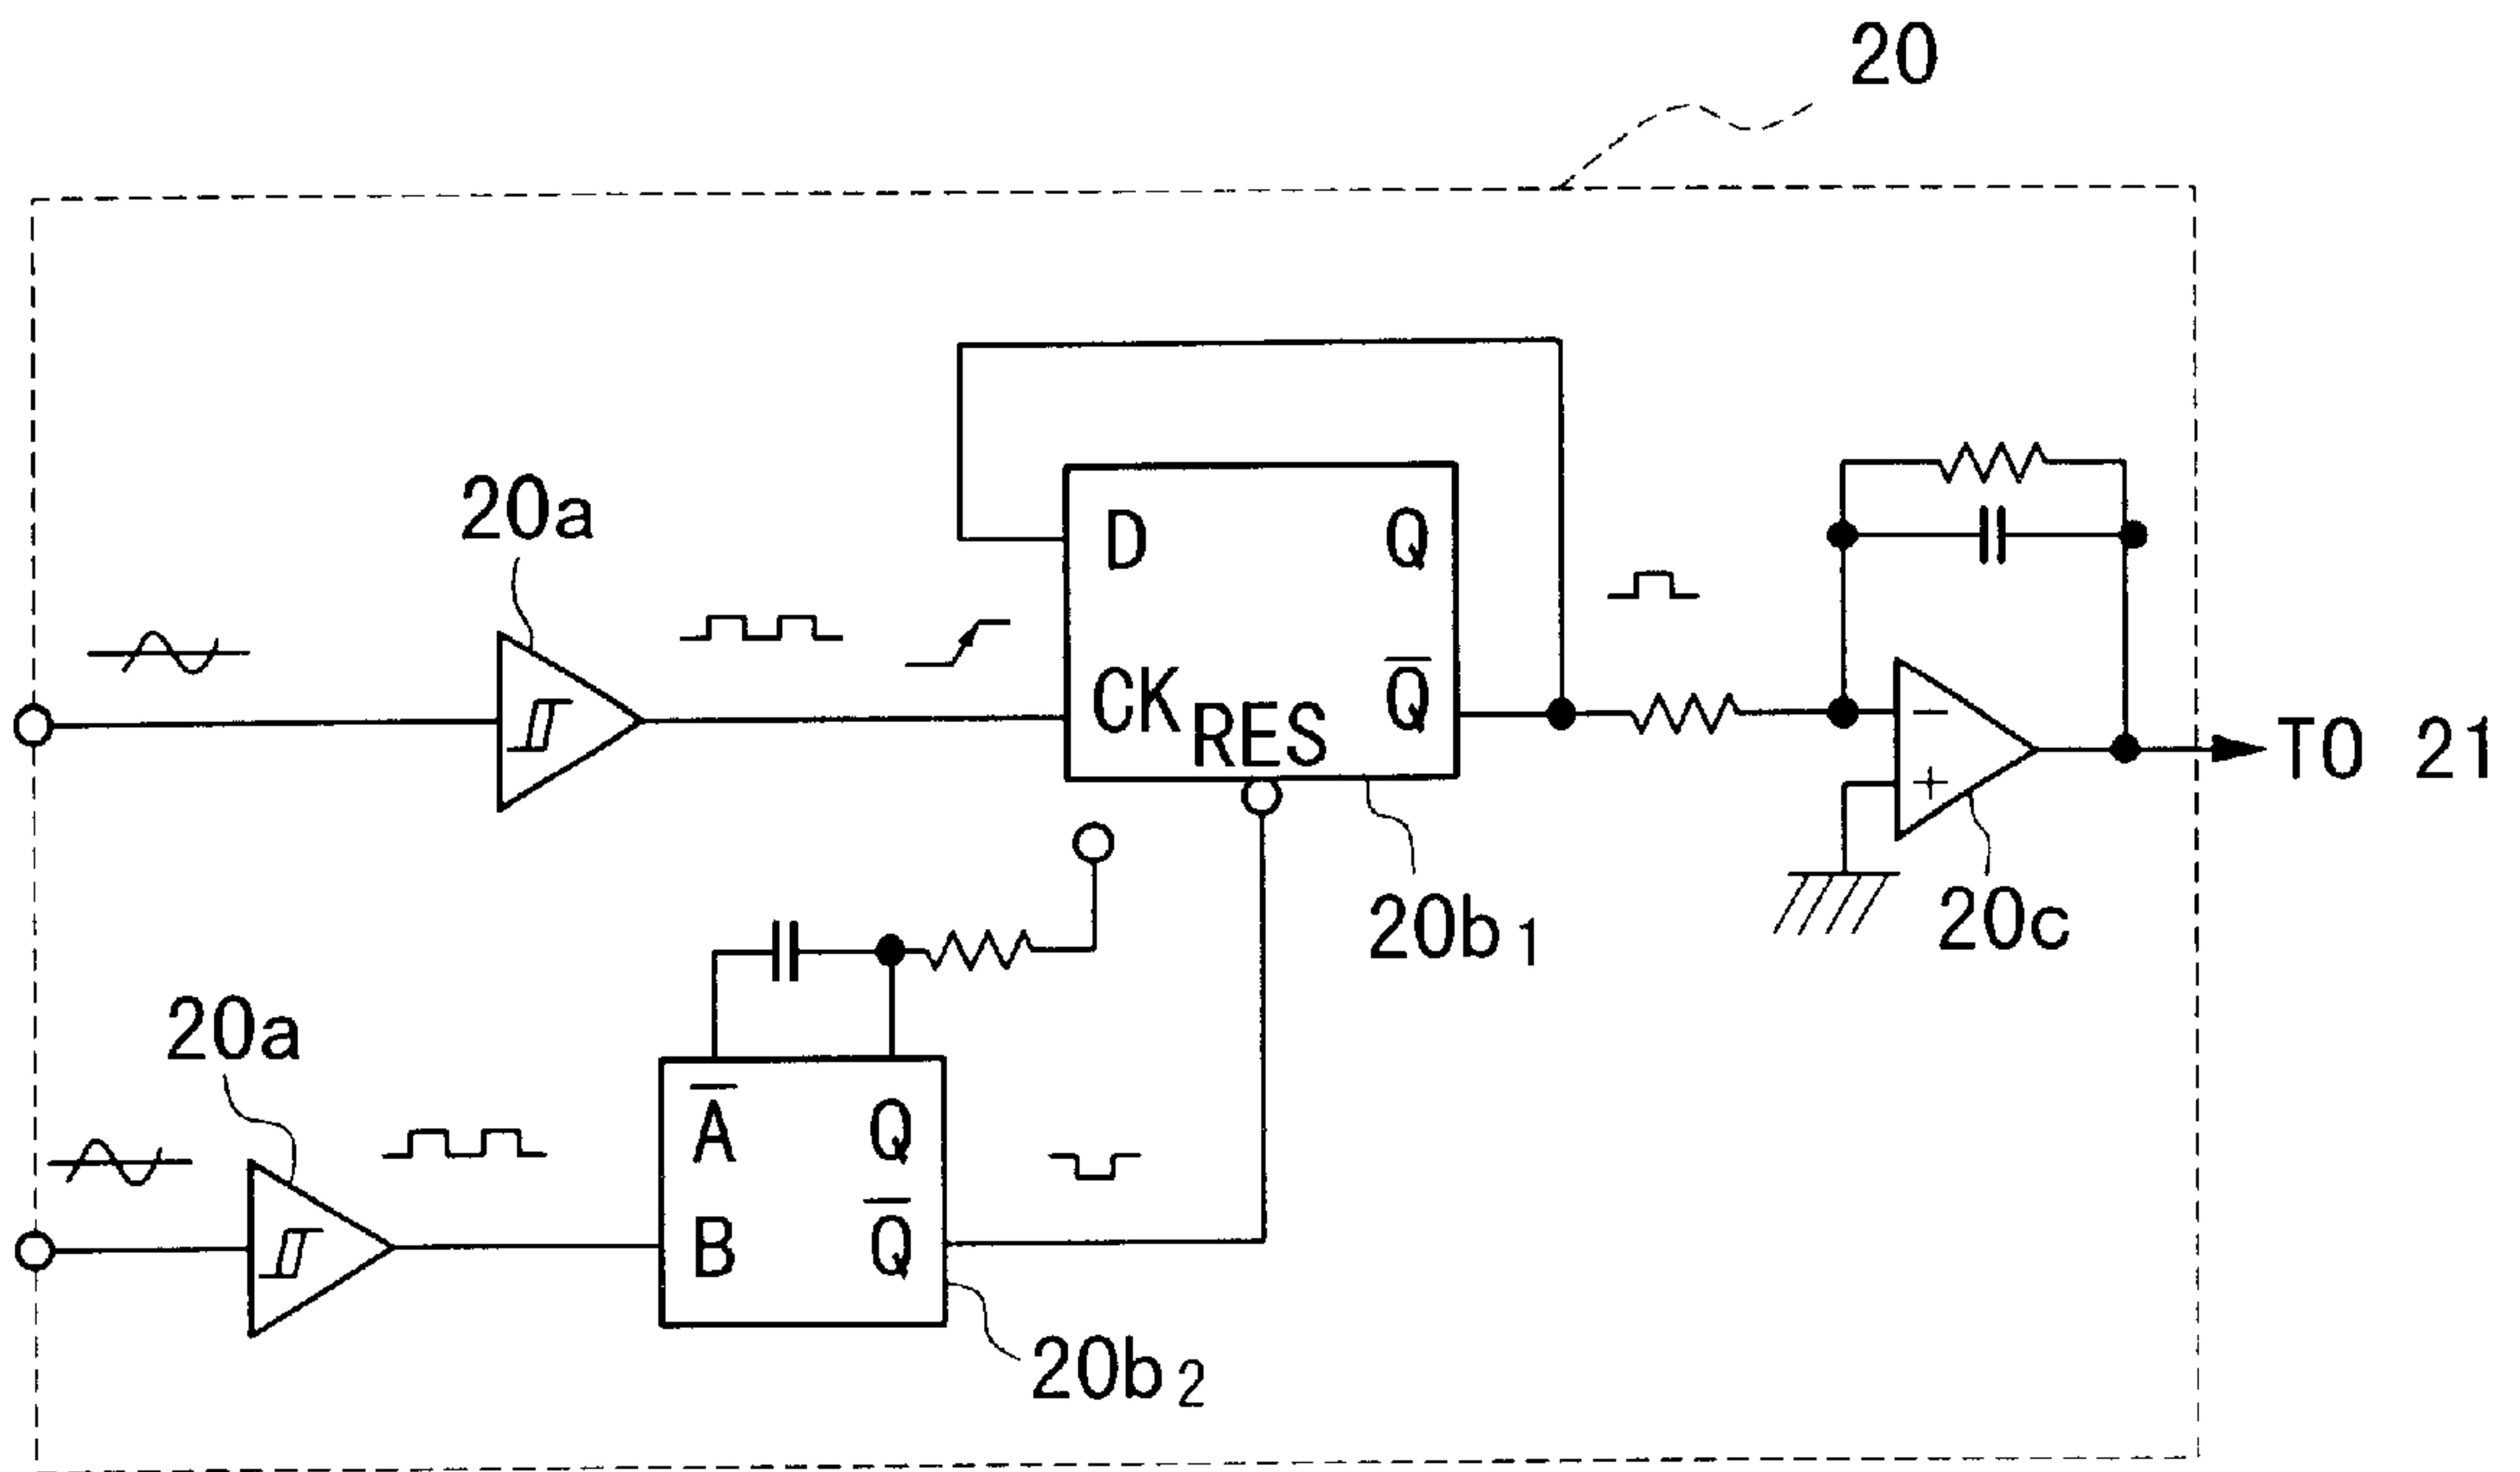 20
20a
D Q
CK RES Q̅
− +
TO 21
20b1
20c
20a
A̅ Q
B Q̅
20b2